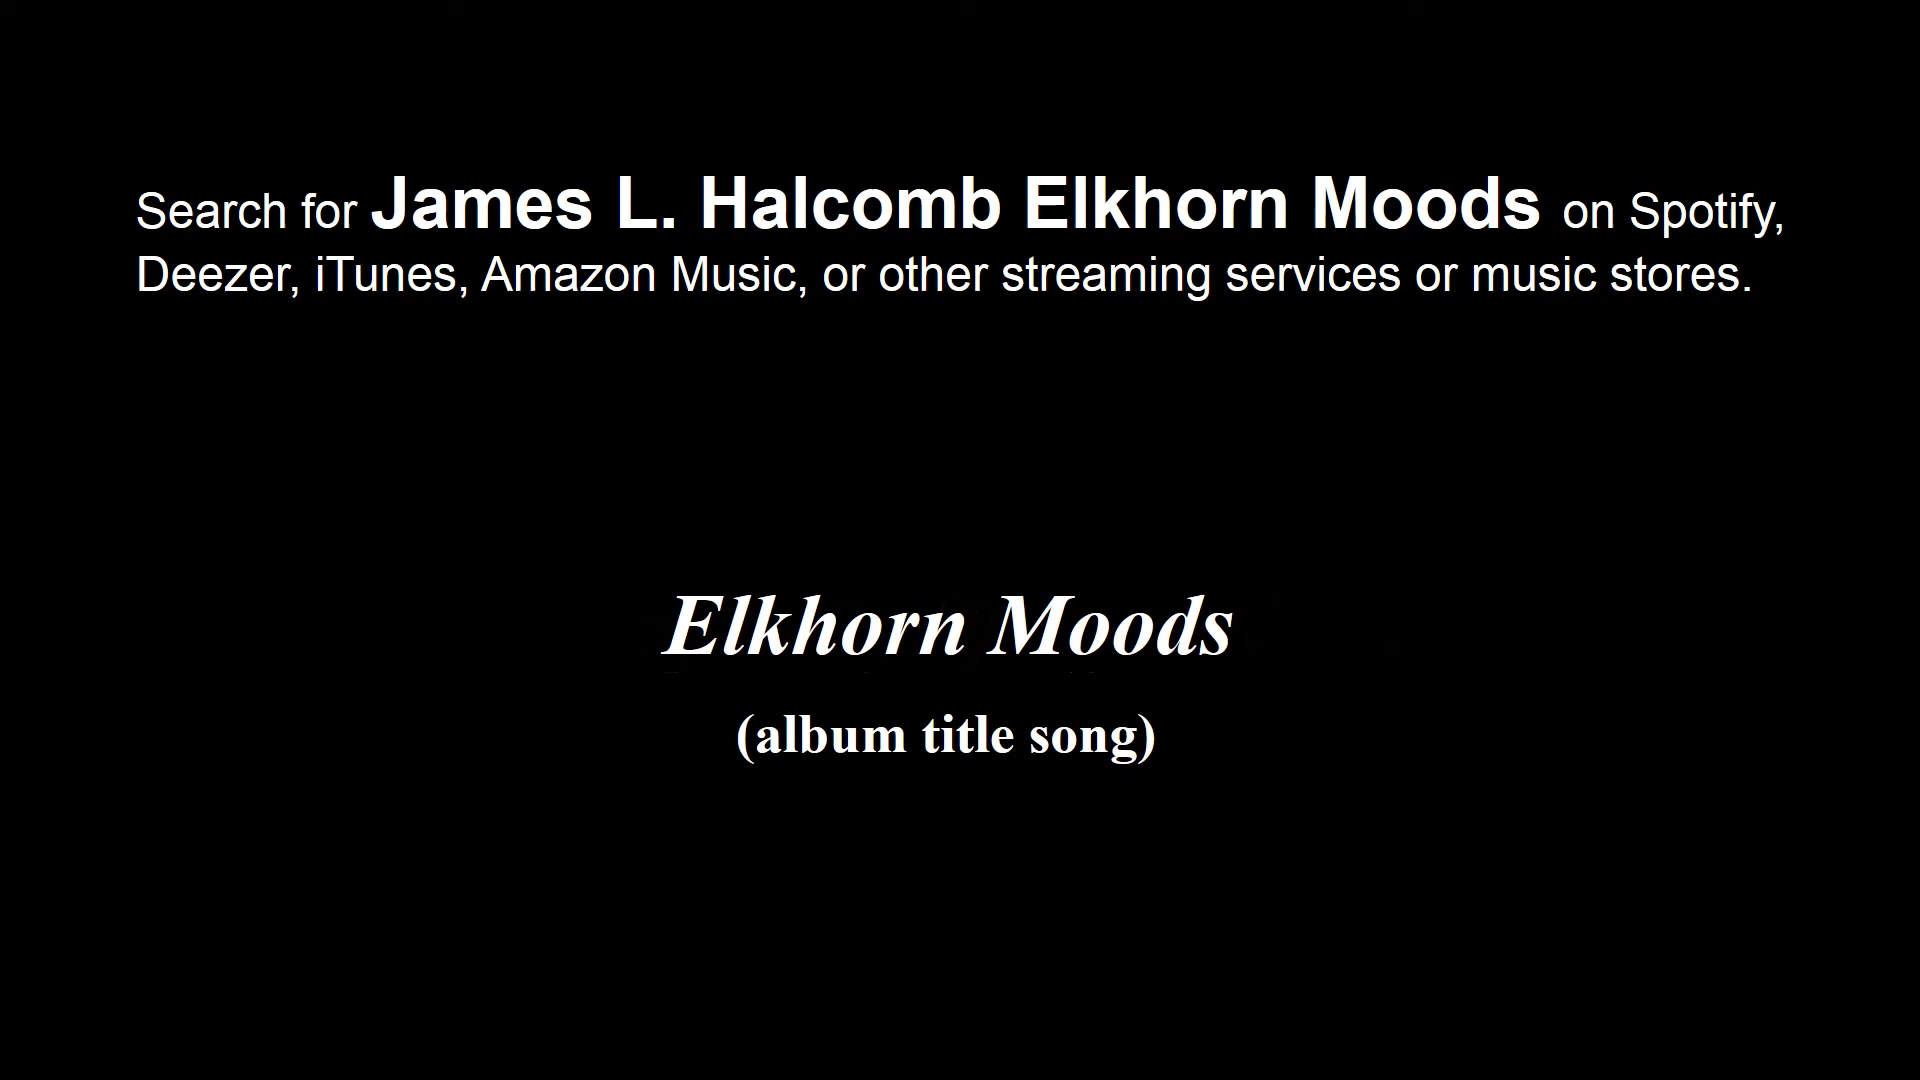 Search for James L. Halcomb Elkhorn Moods on Spotify,
Deezer, iTunes, Amazon Music, or other streaming services or music stores.
Elkhorn Moods
(album title song)